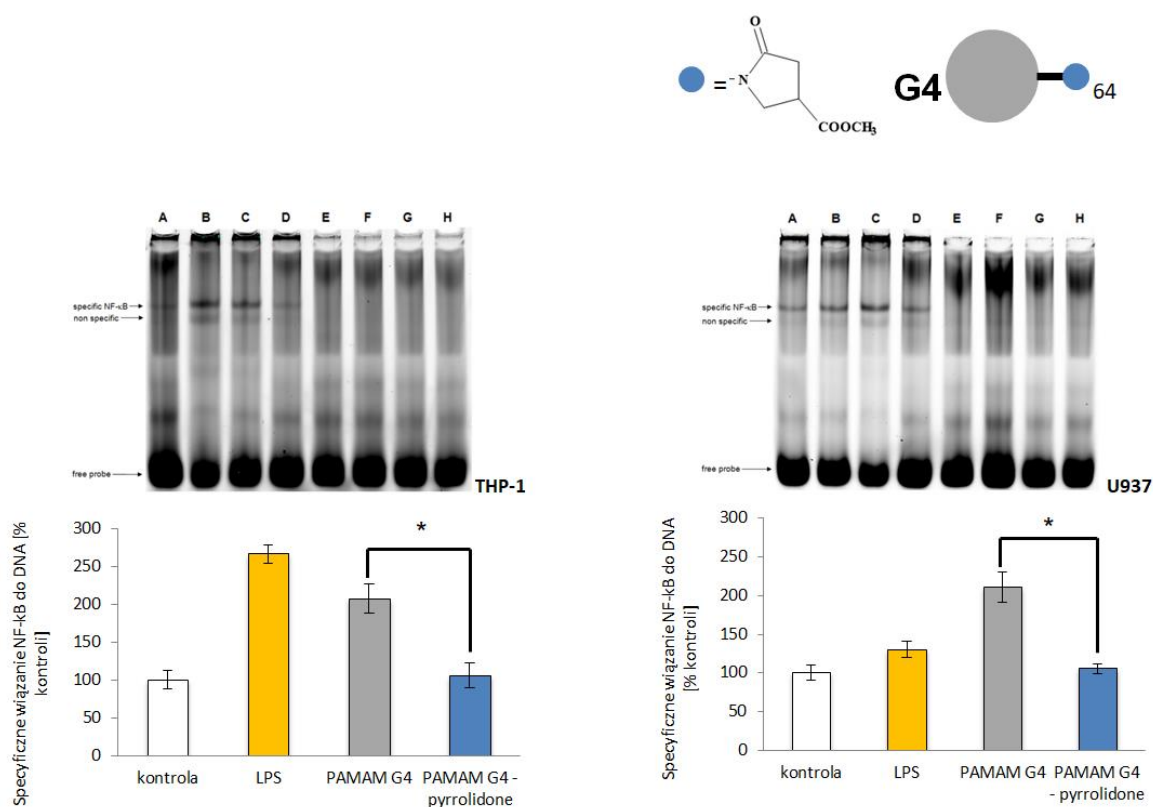 O
= - N
COOCH3
G4
64
A B C D E F G H
specific NF-κB
non specific
free probe
THP-1
A B C D E F G H
specific NF-κB
non specific
free probe
U937
Specyficzne wiązanie NF-kB do DNA [%
kontroli]
300
250
200
150
100
50
0
*
kontrola
LPS
PAMAM G4
PAMAM G4 -
pyrrolidone
Specyficzne wiązanie NF-kB do DNA
[% kontroli]
300
250
200
150
100
50
0
*
kontrola
LPS
PAMAM G4
PAMAM G4
- pyrrolidone